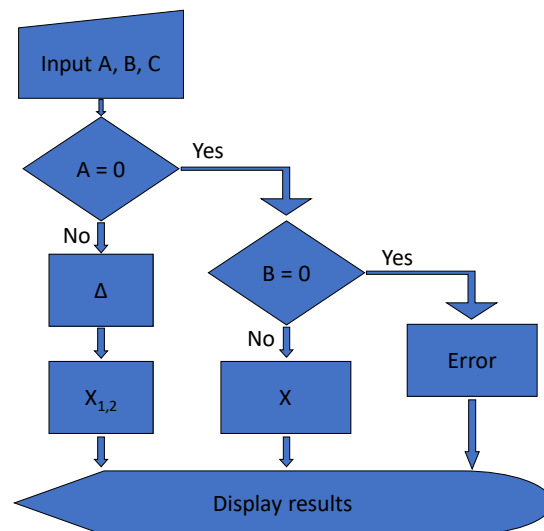 Input A, B, C
A = 0
Yes
No
B = 0
Yes
Δ
No
Error
X1,2
X
Display results